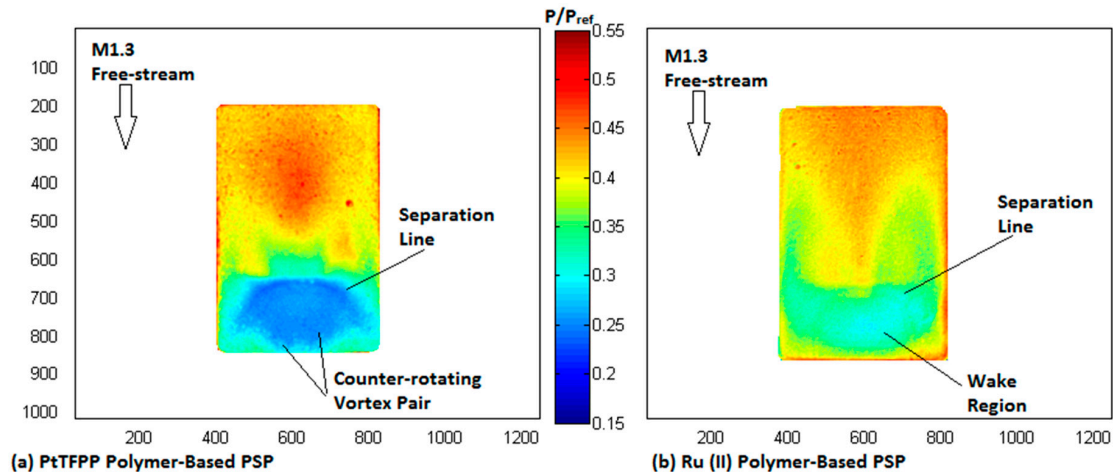 P/Pref
M1.3
Free-stream
100
200
300
400
500
600
700
800
900
1000
200
400
600
800
1000
1200
Separation
Line
Counter-rotating
Vortex Pair
(a) PtTFPP Polymer-Based PSP
0.55
0.5
0.45
0.4
0.35
0.3
0.25
0.2
0.15
M1.3
Free-stream
Separation
Line
Wake
Region
200
400
600
800
1000
1200
(b) Ru (II) Polymer-Based PSP